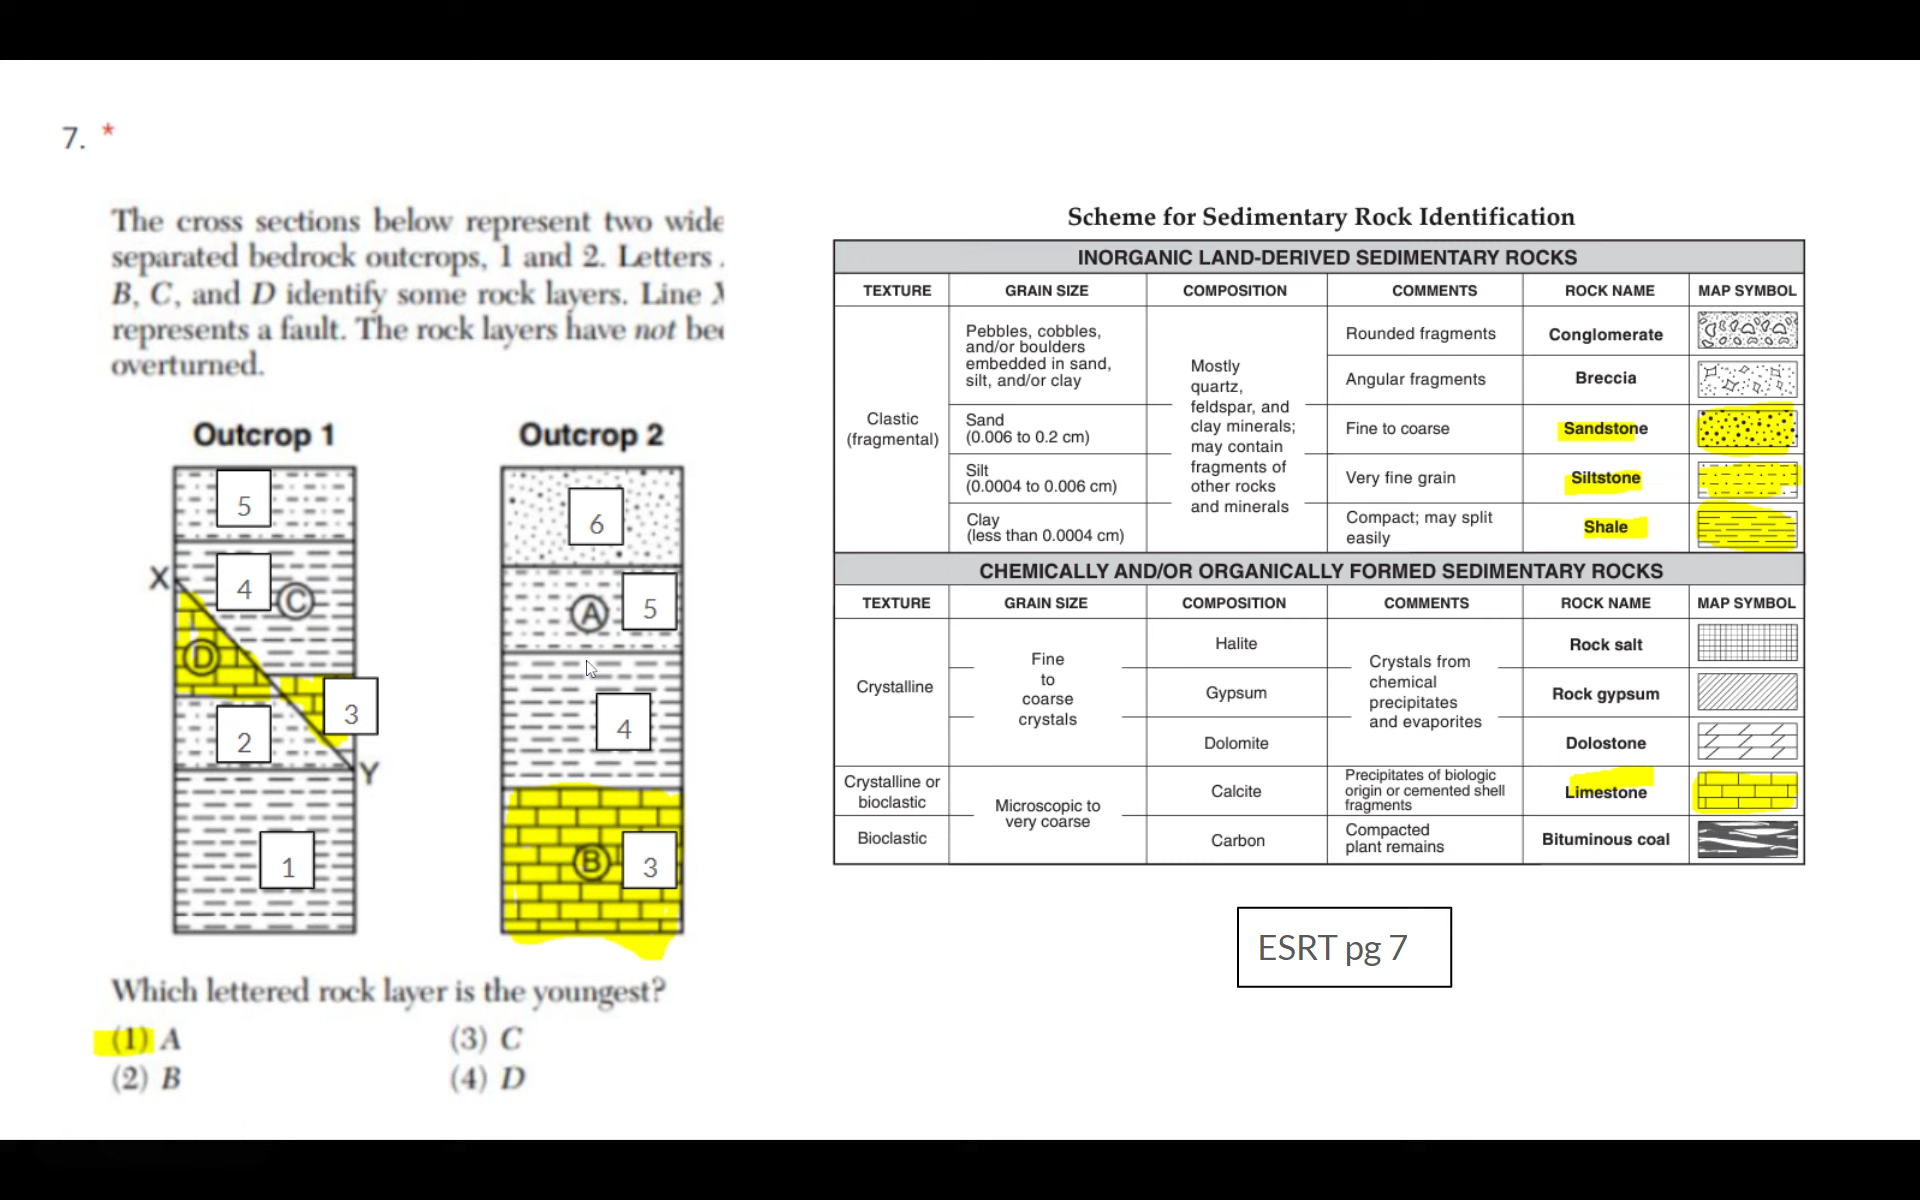 7. *
The cross sections below represent two wide
separated bedrock outcrops, 1 and 2. Letters
B, C, and D identify some rock layers. Line X
represents a fault. The rock layers have not bee
overturned.
Outcrop 1
Outcrop 2
5
6
X
4
C
A
5
D
3
2
4
Y
1
B
3
Which lettered rock layer is the youngest?
(1) A
(3) C
(2) B
(4) D
Scheme for Sedimentary Rock Identification
INORGANIC LAND-DERIVED SEDIMENTARY ROCKS
TEXTURE GRAIN SIZE COMPOSITION COMMENTS ROCK NAME MAP SYMBOL
Clastic
(fragmental)
Pebbles, cobbles,
and/or boulders
embedded in sand,
silt, and/or clay
Mostly
quartz,
feldspar, and
clay minerals;
may contain
fragments of
other rocks
and minerals
Rounded fragments
Conglomerate
Angular fragments
Breccia
Sand
(0.006 to 0.2 cm)
Fine to coarse
Sandstone
Silt
(0.0004 to 0.006 cm)
Very fine grain
Siltstone
Clay
(less than 0.0004 cm)
Compact; may split
easily
Shale
CHEMICALLY AND/OR ORGANICALLY FORMED SEDIMENTARY ROCKS
TEXTURE GRAIN SIZE COMPOSITION COMMENTS ROCK NAME MAP SYMBOL
Crystalline
Fine
to
coarse
crystals
Halite
Crystals from
chemical
precipitates
and evaporites
Rock salt
Gypsum
Rock gypsum
Dolomite
Dolostone
Crystalline or
bioclastic
Microscopic to
very coarse
Calcite
Precipitates of biologic
origin or cemented shell
fragments
Limestone
Bioclastic
Carbon
Compacted
plant remains
Bituminous coal
ESRT pg 7